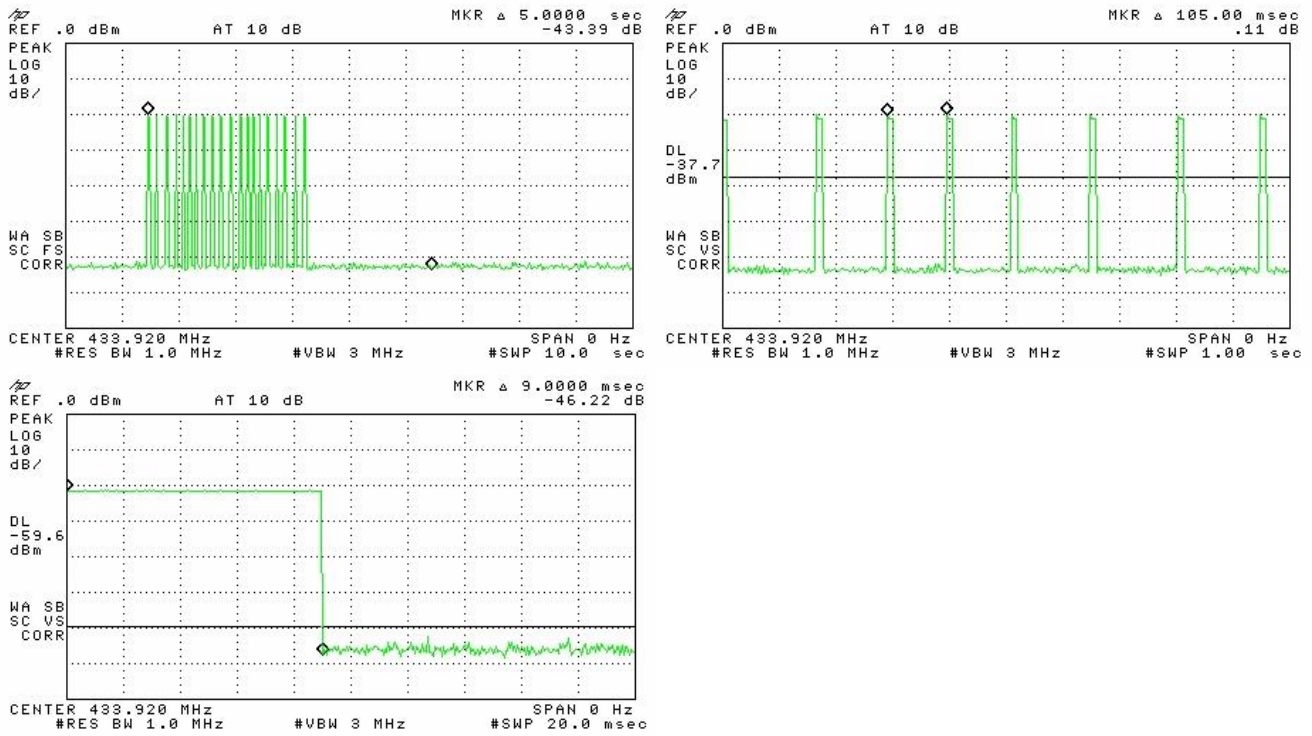 hp
MKR Δ 5.0000 sec
REF .0 dBm AT 10 dB -43.39 dB
PEAK
LOG
10
dB/
WA SB
SC FS
CORR
CENTER 433.920 MHz SPAN 0 Hz
#RES BW 1.0 MHz #VBW 3 MHz #SWP 10.0 sec
hp
MKR Δ 105.00 msec
REF .0 dBm AT 10 dB .11 dB
PEAK
LOG
10
dB/
DL
-37.7
dBm
WA SB
SC VS
CORR
CENTER 433.920 MHz SPAN 0 Hz
#RES BW 1.0 MHz #VBW 3 MHz #SWP 1.00 sec
hp
MKR Δ 9.0000 msec
REF .0 dBm AT 10 dB -46.22 dB
PEAK
LOG
10
dB/
DL
-59.6
dBm
WA SB
SC VS
CORR
CENTER 433.920 MHz SPAN 0 Hz
#RES BW 1.0 MHz #VBW 3 MHz #SWP 20.0 msec